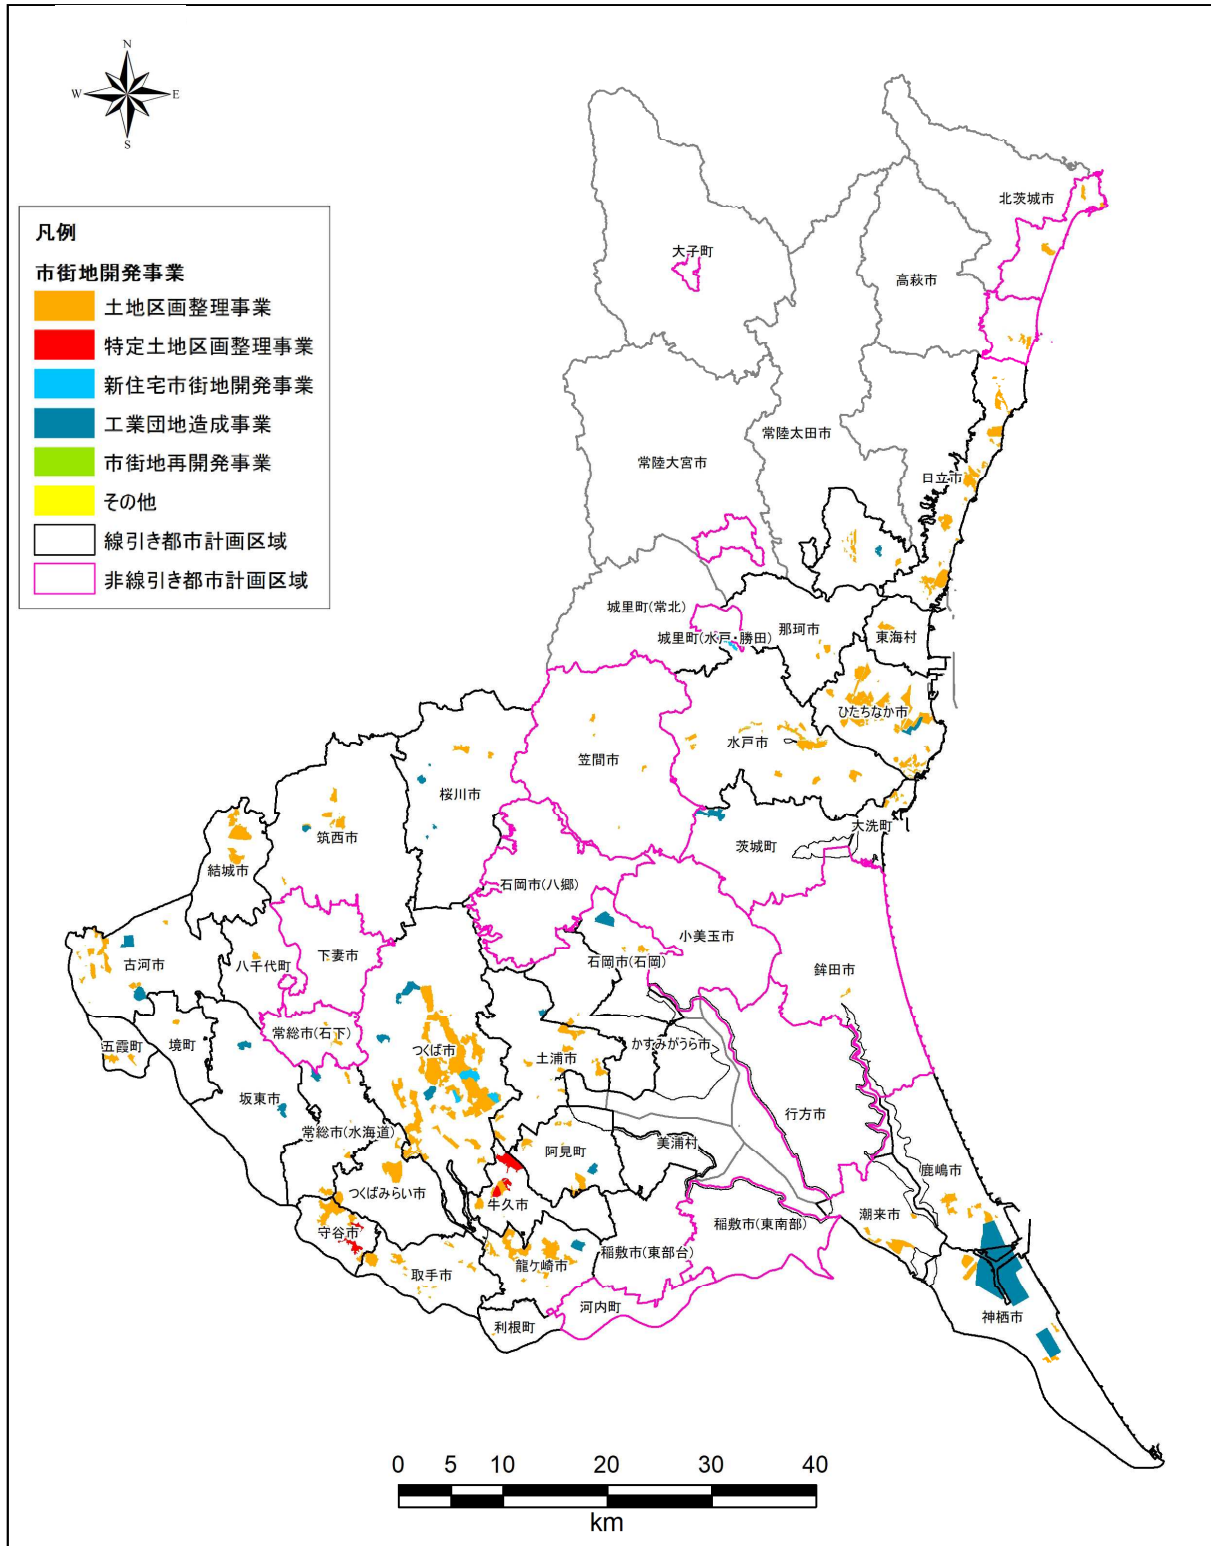 N
W
E
S
凡例
市街地開発事業
土地区画整理事業
特定土地区画整理事業
新住宅市街地開発事業
工業団地造成事業
市街地再開発事業
その他
線引き都市計画区域
非線引き都市計画区域
北茨城市
大子町
高萩市
常陸太田市
常陸大宮市
日立市
城里町(常北)
城里町(水戸・勝田)
那珂市
東海村
ひたちなか市
水戸市
笠間市
桜川市
筑西市
大洗町
茨城町
結城市
石岡市(八郷)
小美玉市
下妻市
八千代町
古河市
石岡市(石岡)
鉾田市
常総市(石下)
五霞町
境町
つくば市
かすみがうら市
土浦市
坂東市
行方市
常総市(水海道)
阿見町
美浦村
鹿嶋市
つくばみらい市
牛久市
潮来市
守谷市
稲敷市(東南部)
稲敷市(東部台)
龍ケ崎市
取手市
河内町
神栖市
利根町
0 5 10 20 30 40
km